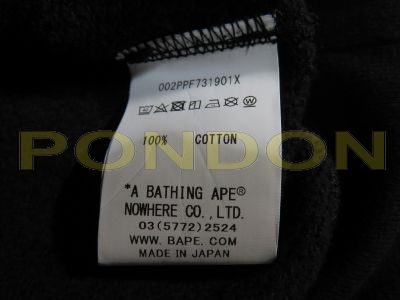 002PPF731901X
100% COTTON
PONDON
*A BATHING APE®
NOWHERE CO.,LTD.
03(5772)2524
WWW. BAPE. COM
MADE IN JAPAN